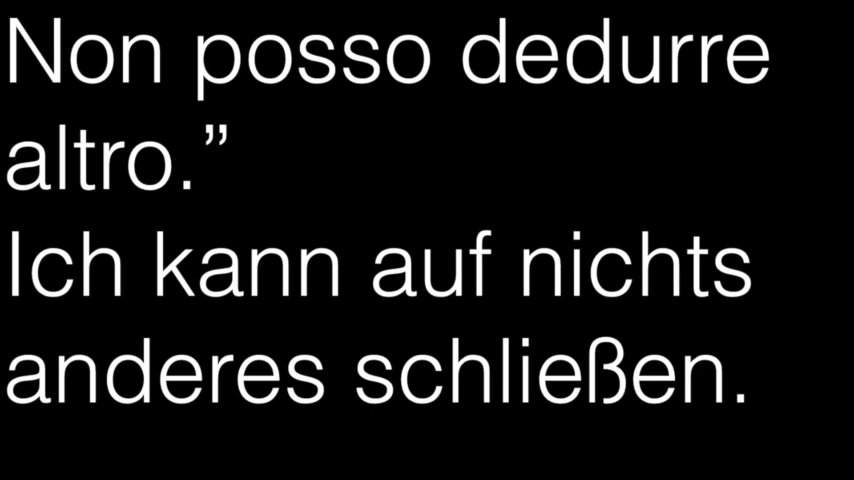 Non posso dedurre
altro.”
Ich kann auf nichts
anderes schließen.